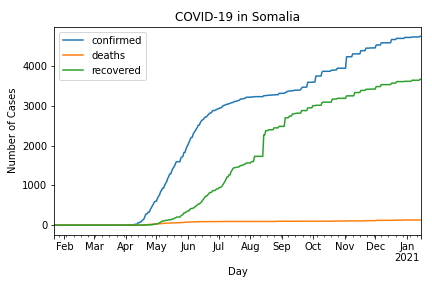 COVID-19 in Somalia
confirmed
deaths
recovered
Number of Cases
4000
3000
2000
1000
0
Feb Mar Apr May Jun Jul Aug Sep Oct Nov Dec Jan
2021
Day